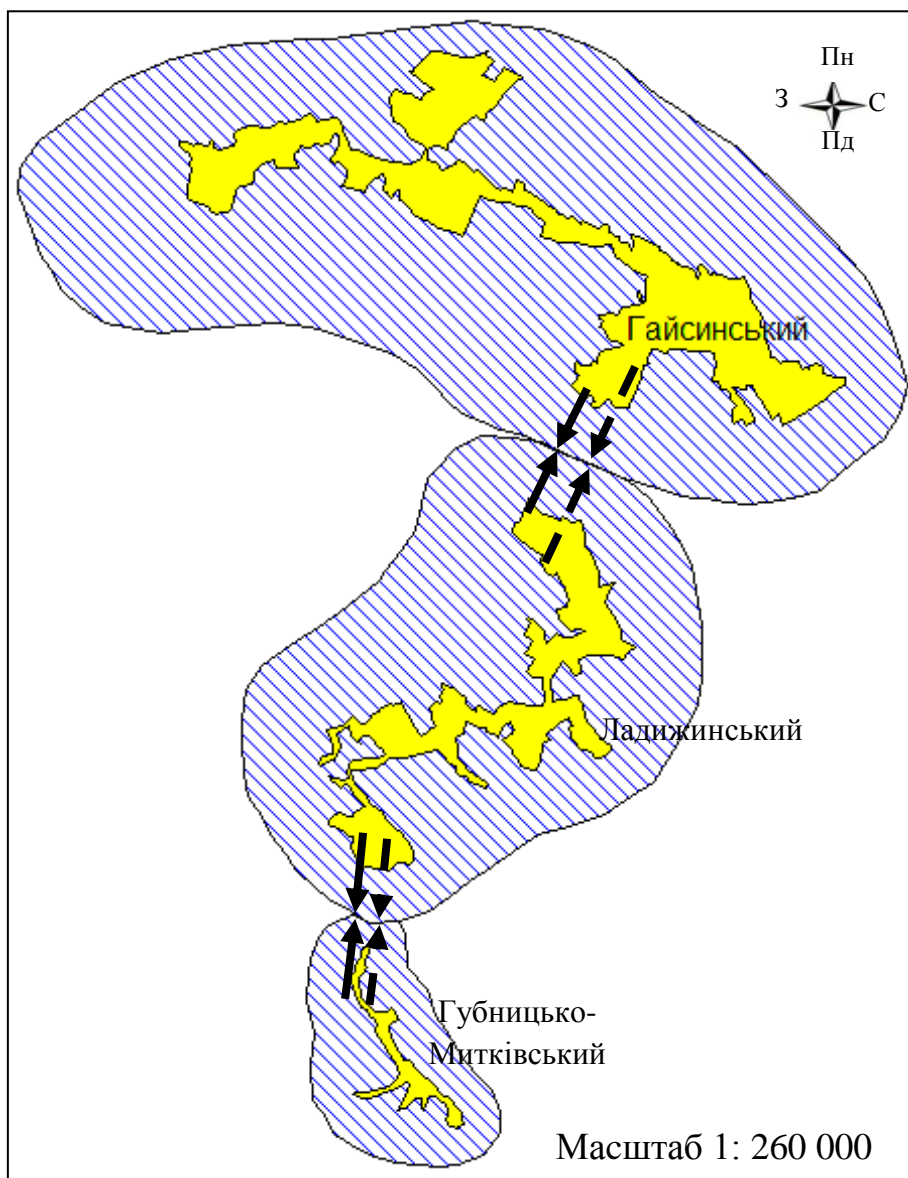 Пн
З С
Пд
Гайсинський
Ладижинський
Губницько-
Митківський
Масштаб 1: 260 000